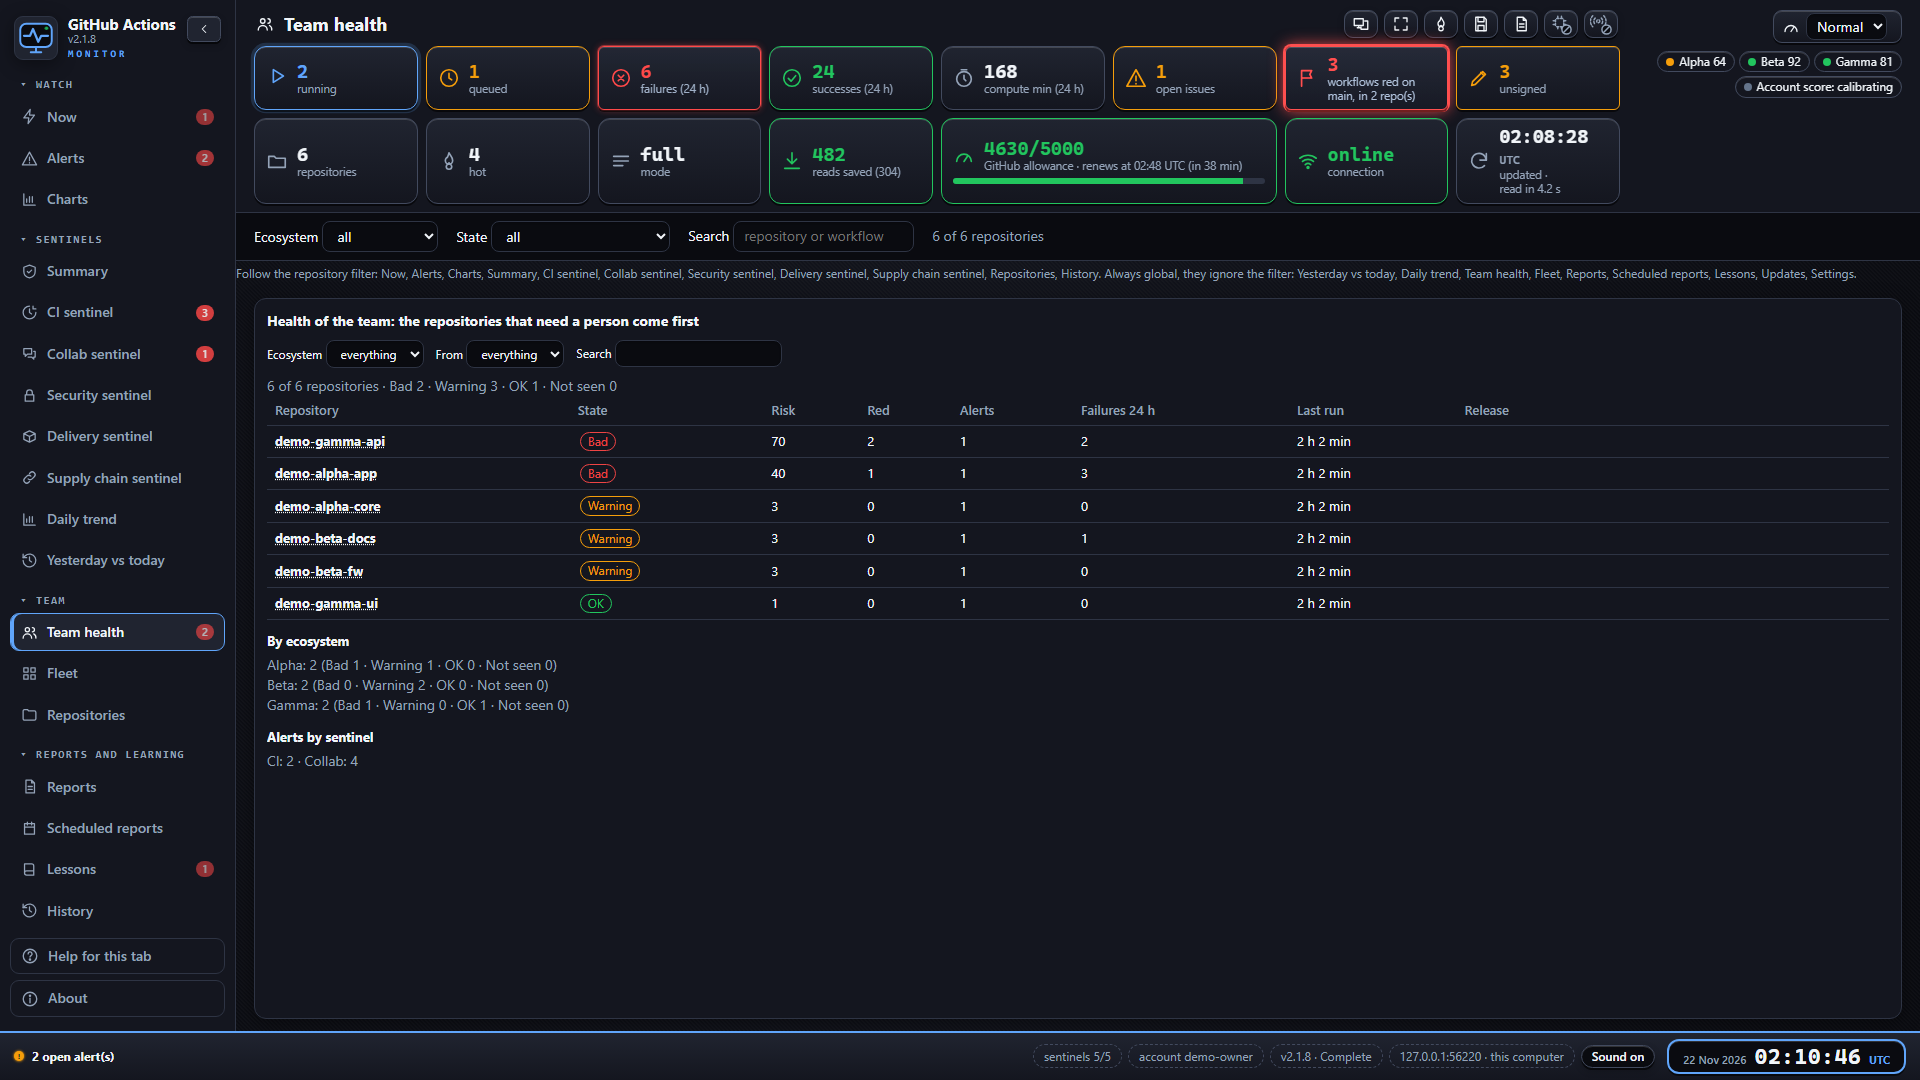 GitHub Actions
v2.1.8
MONITOR
WATCH
Now 1
Alerts 2
Charts
SENTINELS
Summary
CI sentinel 3
Collab sentinel 1
Security sentinel
Delivery sentinel
Supply chain sentinel
Daily trend
Yesterday vs today
TEAM
Team health 2
Fleet
Repositories
REPORTS AND LEARNING
Reports
Scheduled reports
Lessons 1
History
Help for this tab
About
Team health
Normal
2 running
1 queued
6 failures (24 h)
24 successes (24 h)
168 compute min (24 h)
1 open issues
3 workflows red on main, in 2 repo(s)
3 unsigned
Alpha 64 Beta 92 Gamma 81
Account score: calibrating
6 repositories
4 hot
full mode
482 reads saved (304)
4630/5000
GitHub allowance · renews at 02:48 UTC (in 38 min)
online connection
02:08:28
UTC
updated ·
read in 4.2 s
Ecosystem all State all Search repository or workflow 6 of 6 repositories
Follow the repository filter: Now, Alerts, Charts, Summary, CI sentinel, Collab sentinel, Security sentinel, Delivery sentinel, Supply chain sentinel, Repositories, History. Always global, they ignore the filter: Yesterday vs today, Daily trend, Team health, Fleet, Reports, Scheduled reports, Lessons, Updates, Settings.
Health of the team: the repositories that need a person come first
Ecosystem everything From everything Search
6 of 6 repositories · Bad 2 · Warning 3 · OK 1 · Not seen 0
Repository State Risk Red Alerts Failures 24 h Last run Release
demo-gamma-api Bad 70 2 1 2 2 h 2 min
demo-alpha-app Bad 40 1 1 3 2 h 2 min
demo-alpha-core Warning 3 0 1 0 2 h 2 min
demo-beta-docs Warning 3 0 1 1 2 h 2 min
demo-beta-fw Warning 3 0 1 0 2 h 2 min
demo-gamma-ui OK 1 0 1 0 2 h 2 min
By ecosystem
Alpha: 2 (Bad 1 · Warning 1 · OK 0 · Not seen 0)
Beta: 2 (Bad 0 · Warning 2 · OK 0 · Not seen 0)
Gamma: 2 (Bad 1 · Warning 0 · OK 1 · Not seen 0)
Alerts by sentinel
CI: 2 · Collab: 4
2 open alert(s)
sentinels 5/5
account demo-owner
v2.1.8 · Complete
127.0.0.1:56220 · this computer
Sound on
22 Nov 2026 02:10:46 UTC